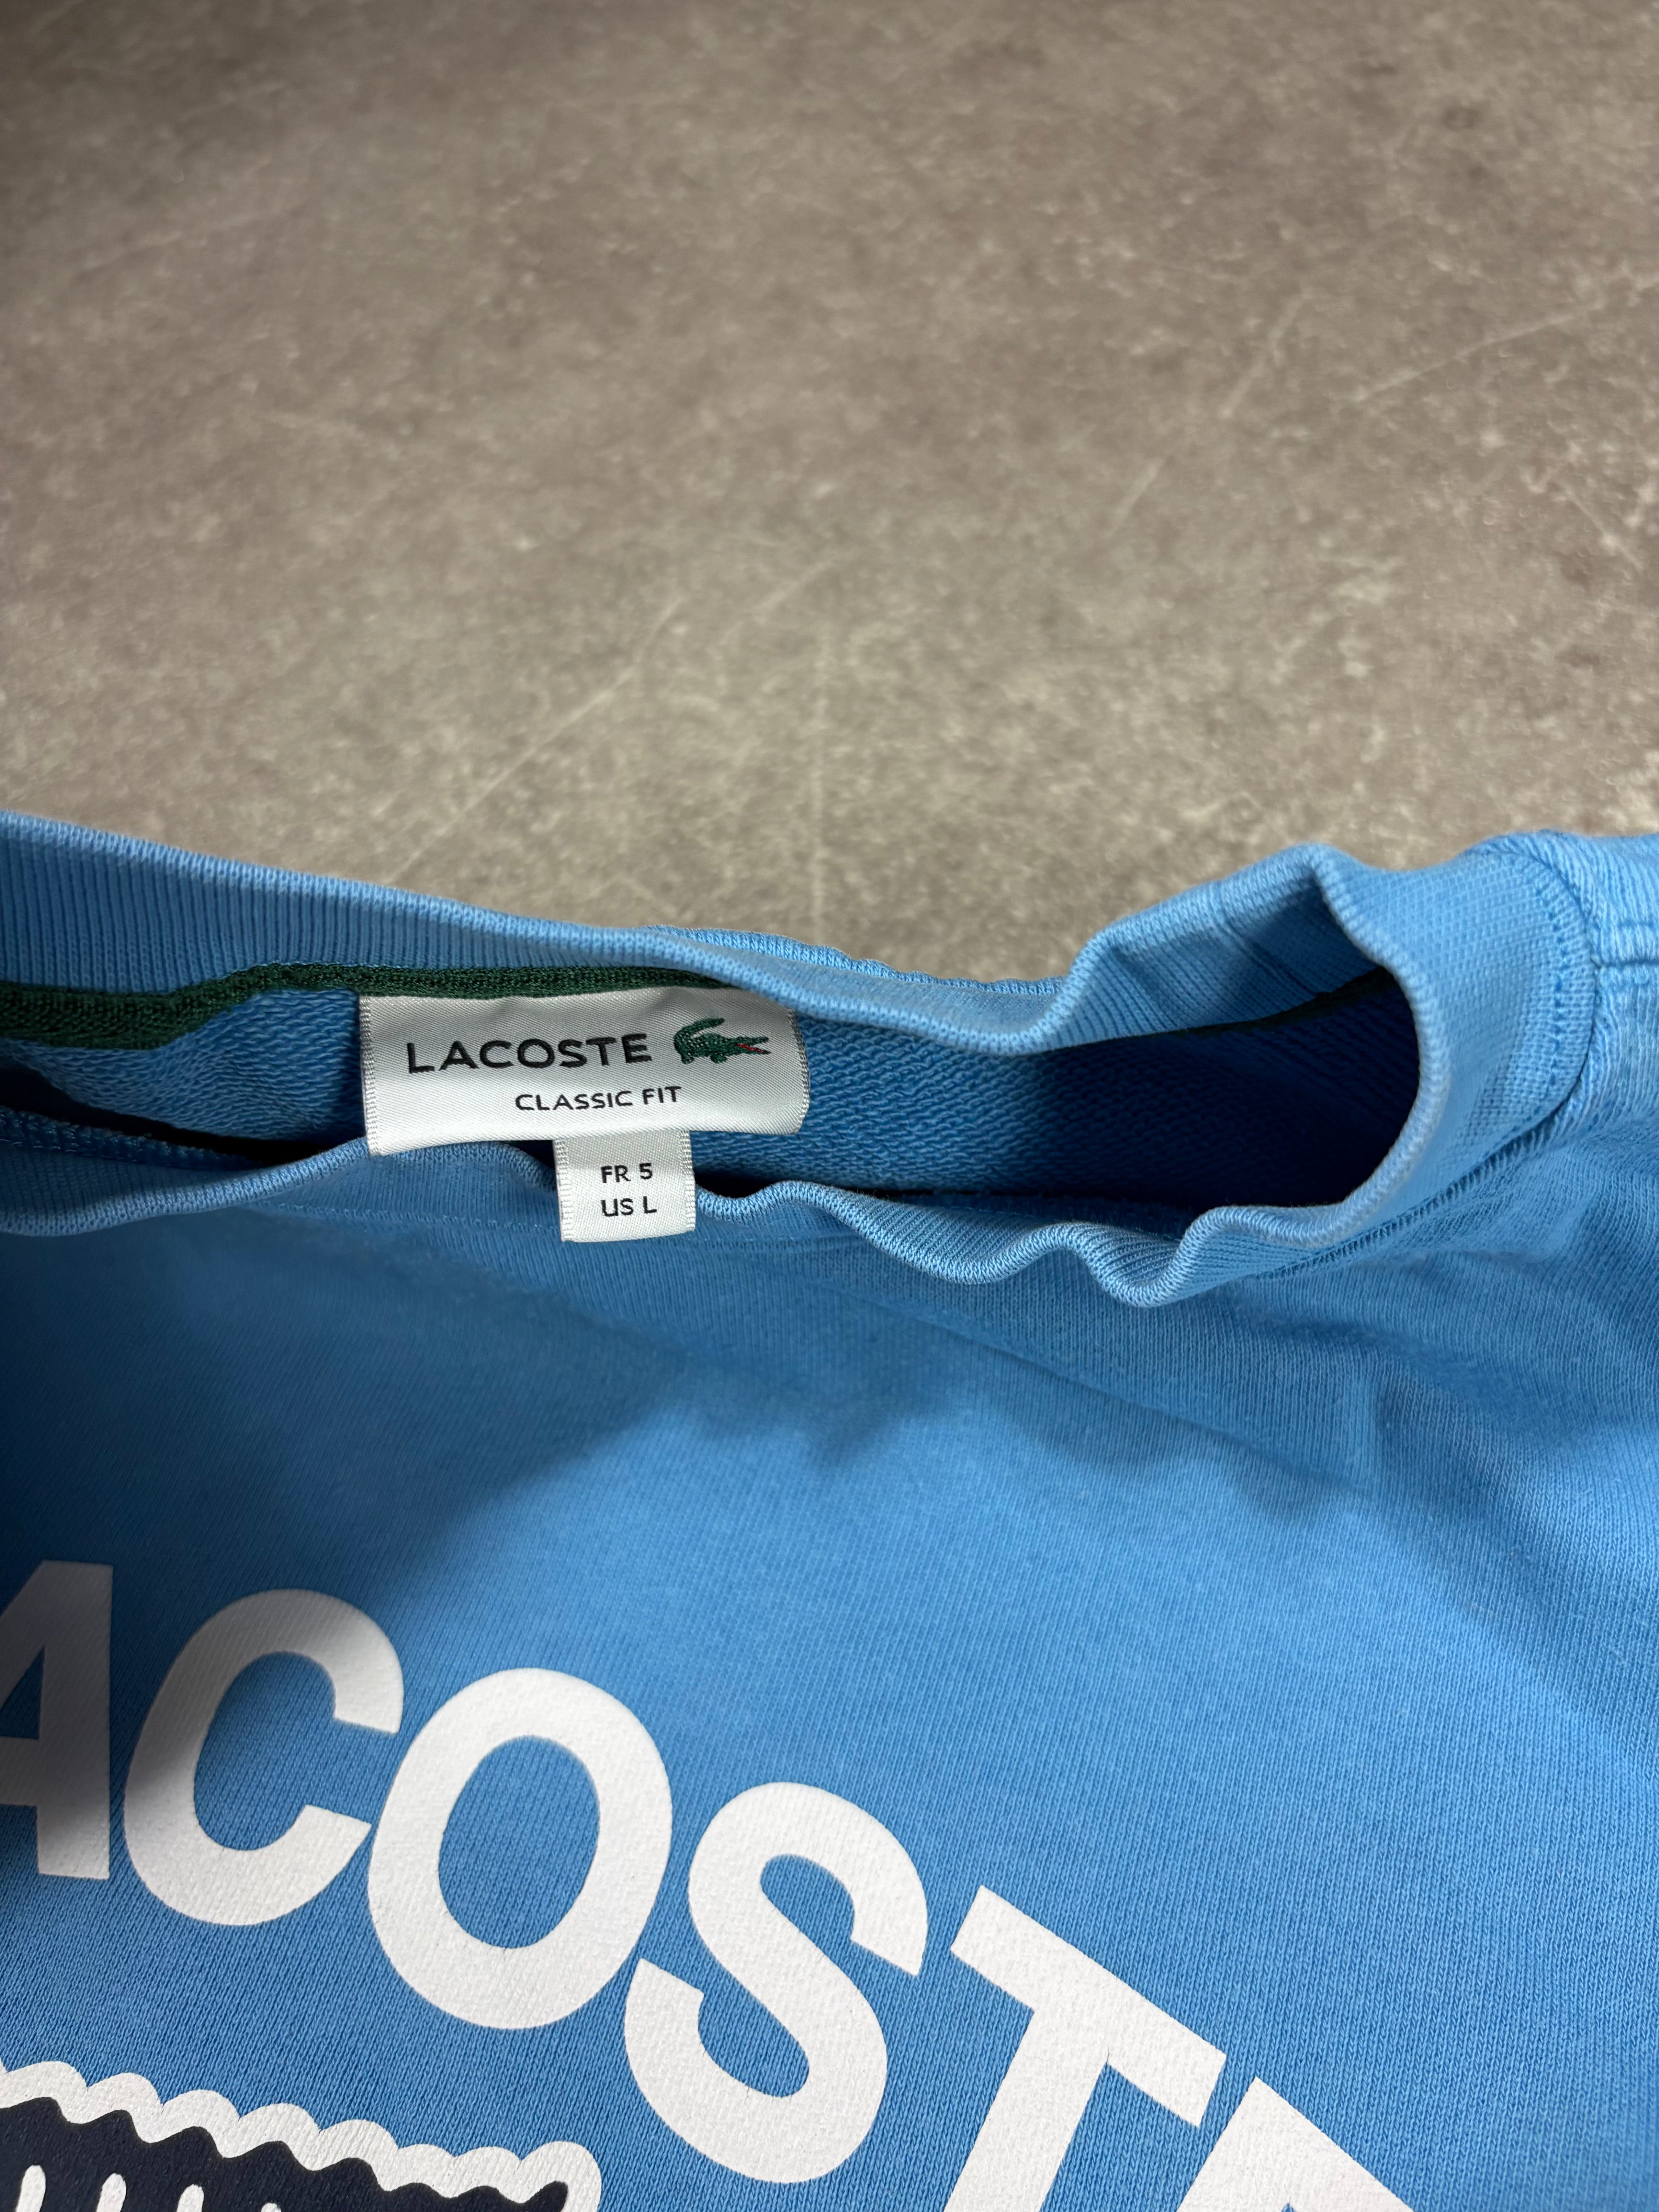 LACOSTE
CLASSIC FIT
FR 5
US L
ACOSTE